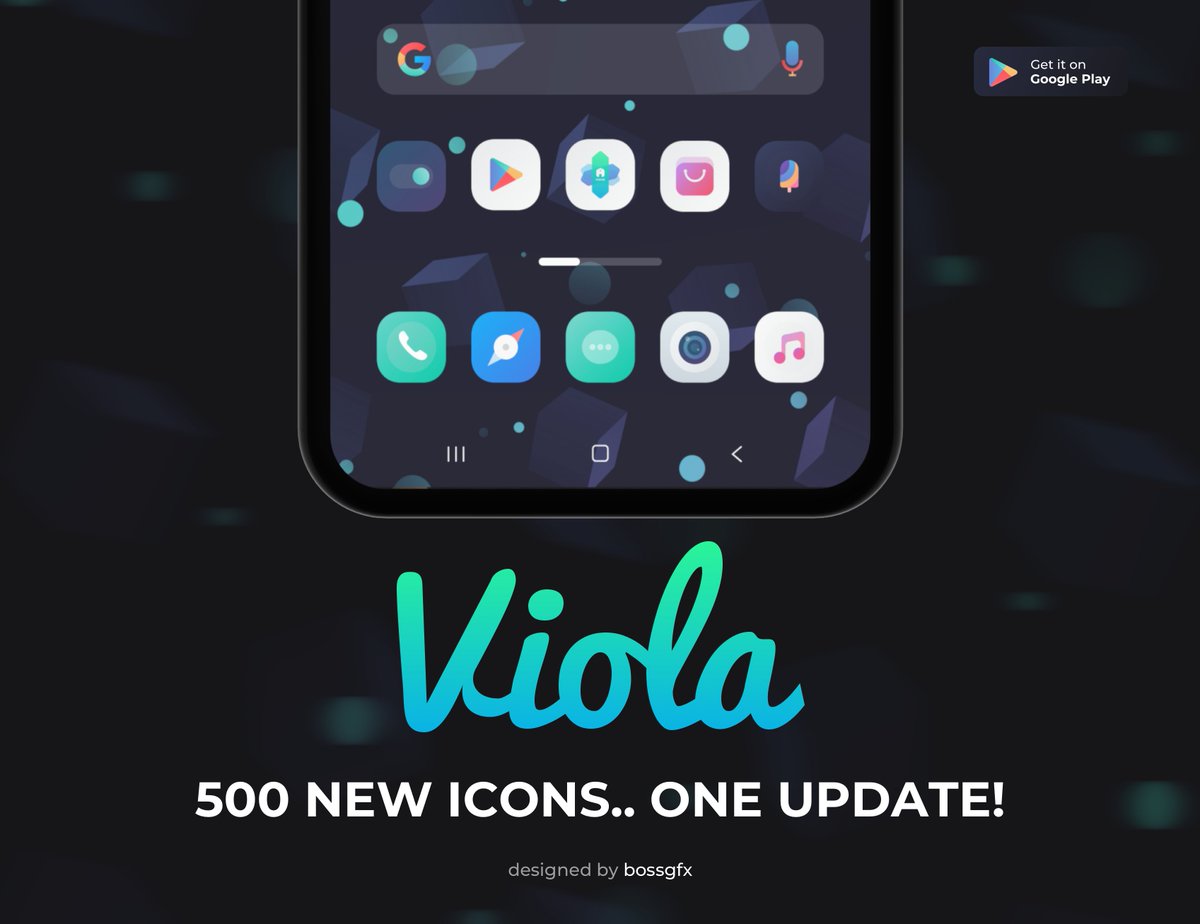 Get it on
Google Play
Viola
500 NEW ICONS.. ONE UPDATE!
designed by bossgfx